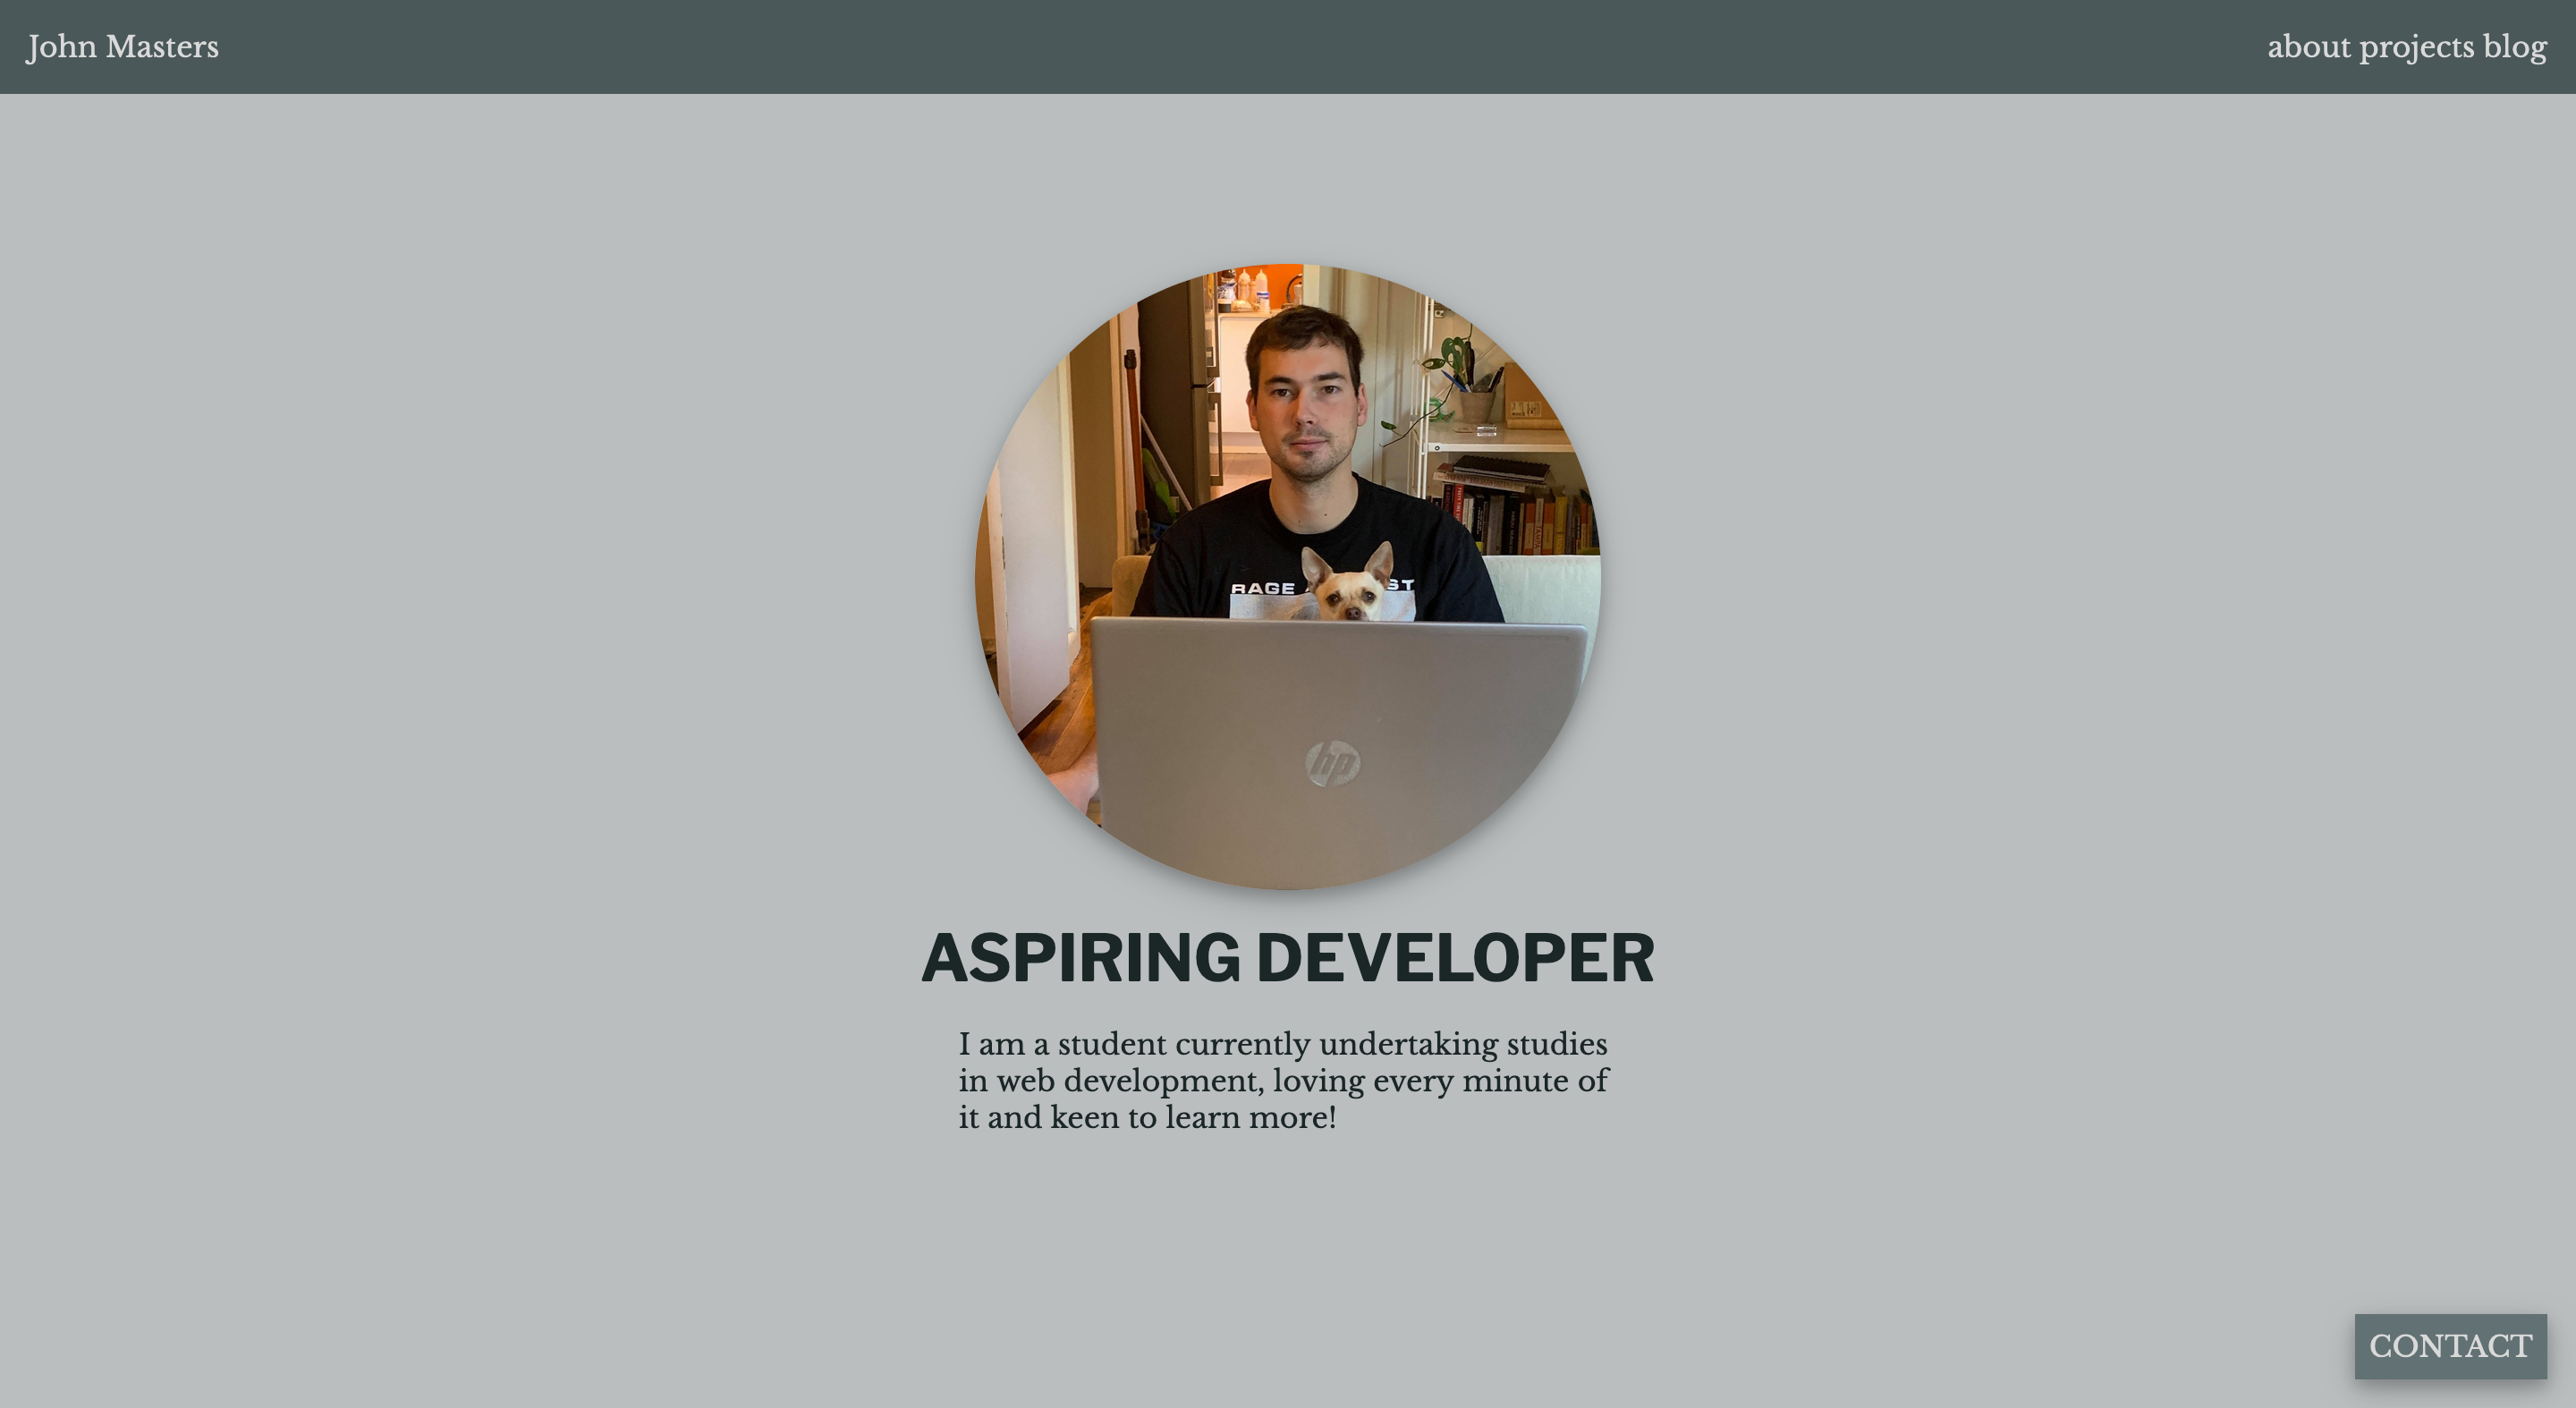 John Masters
about projects blog
RAGE
ST
hp
ASPIRING DEVELOPER
I am a student currently undertaking studies
in web development, loving every minute of
it and keen to learn more!
CONTACT